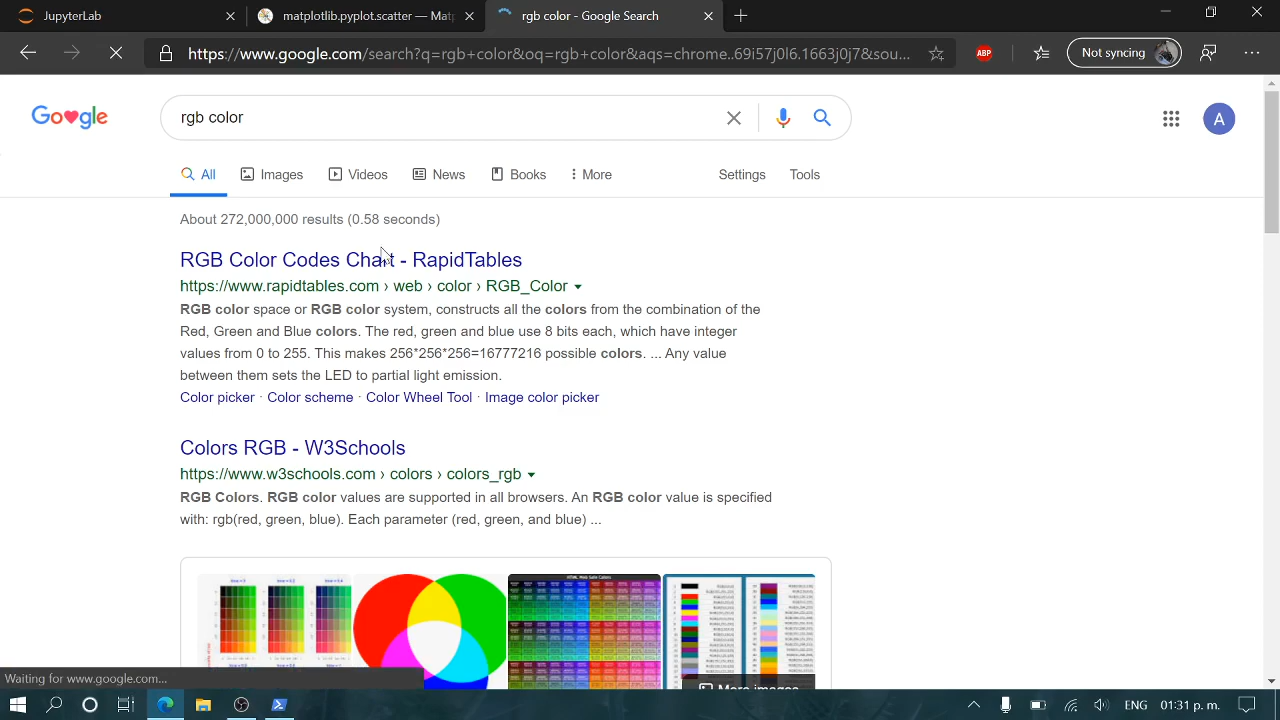 Jupyterlab
matplotlib.pyplot.scatter — Mat
rgb color - Google Search
https://www.google.com/search?q=rgb+color&oq=rgb+color&aqs=chrome..69i57j0l6.1663j0j7&sou...
ABP
Not syncing
Google
rgb color
A
All
Images
Videos
News
Books
More
Settings
Tools
About 272,000,000 results (0.58 seconds)
RGB Color Codes Chart - RapidTables
https://www.rapidtables.com › web › color › RGB_Color
RGB color space or RGB color system, constructs all the colors from the combination of the
Red, Green and Blue colors. The red, green and blue use 8 bits each, which have integer
values from 0 to 255. This makes 256*256*256=16777216 possible colors. ... Any value
between them sets the LED to partial light emission.
Color picker · Color scheme · Color Wheel Tool · Image color picker
Colors RGB - W3Schools
https://www.w3schools.com › colors › colors_rgb
RGB Colors. RGB color values are supported in all browsers. An RGB color value is specified
with: rgb(red, green, blue). Each parameter (red, green, and blue) ...
More images
for www.google.com...
ENG
01:31 p. m.